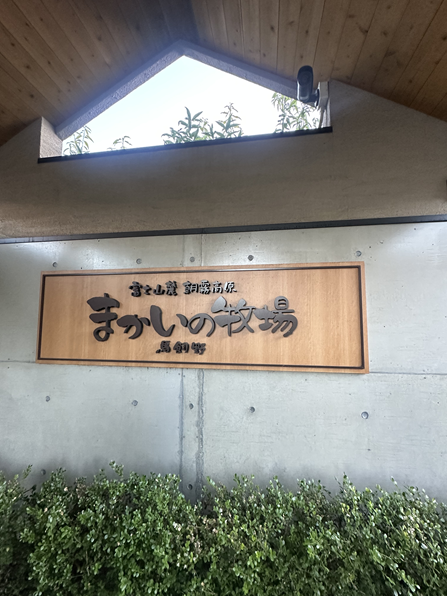 富士山麓 朝霧高原
まかいの牧場
馬飼野